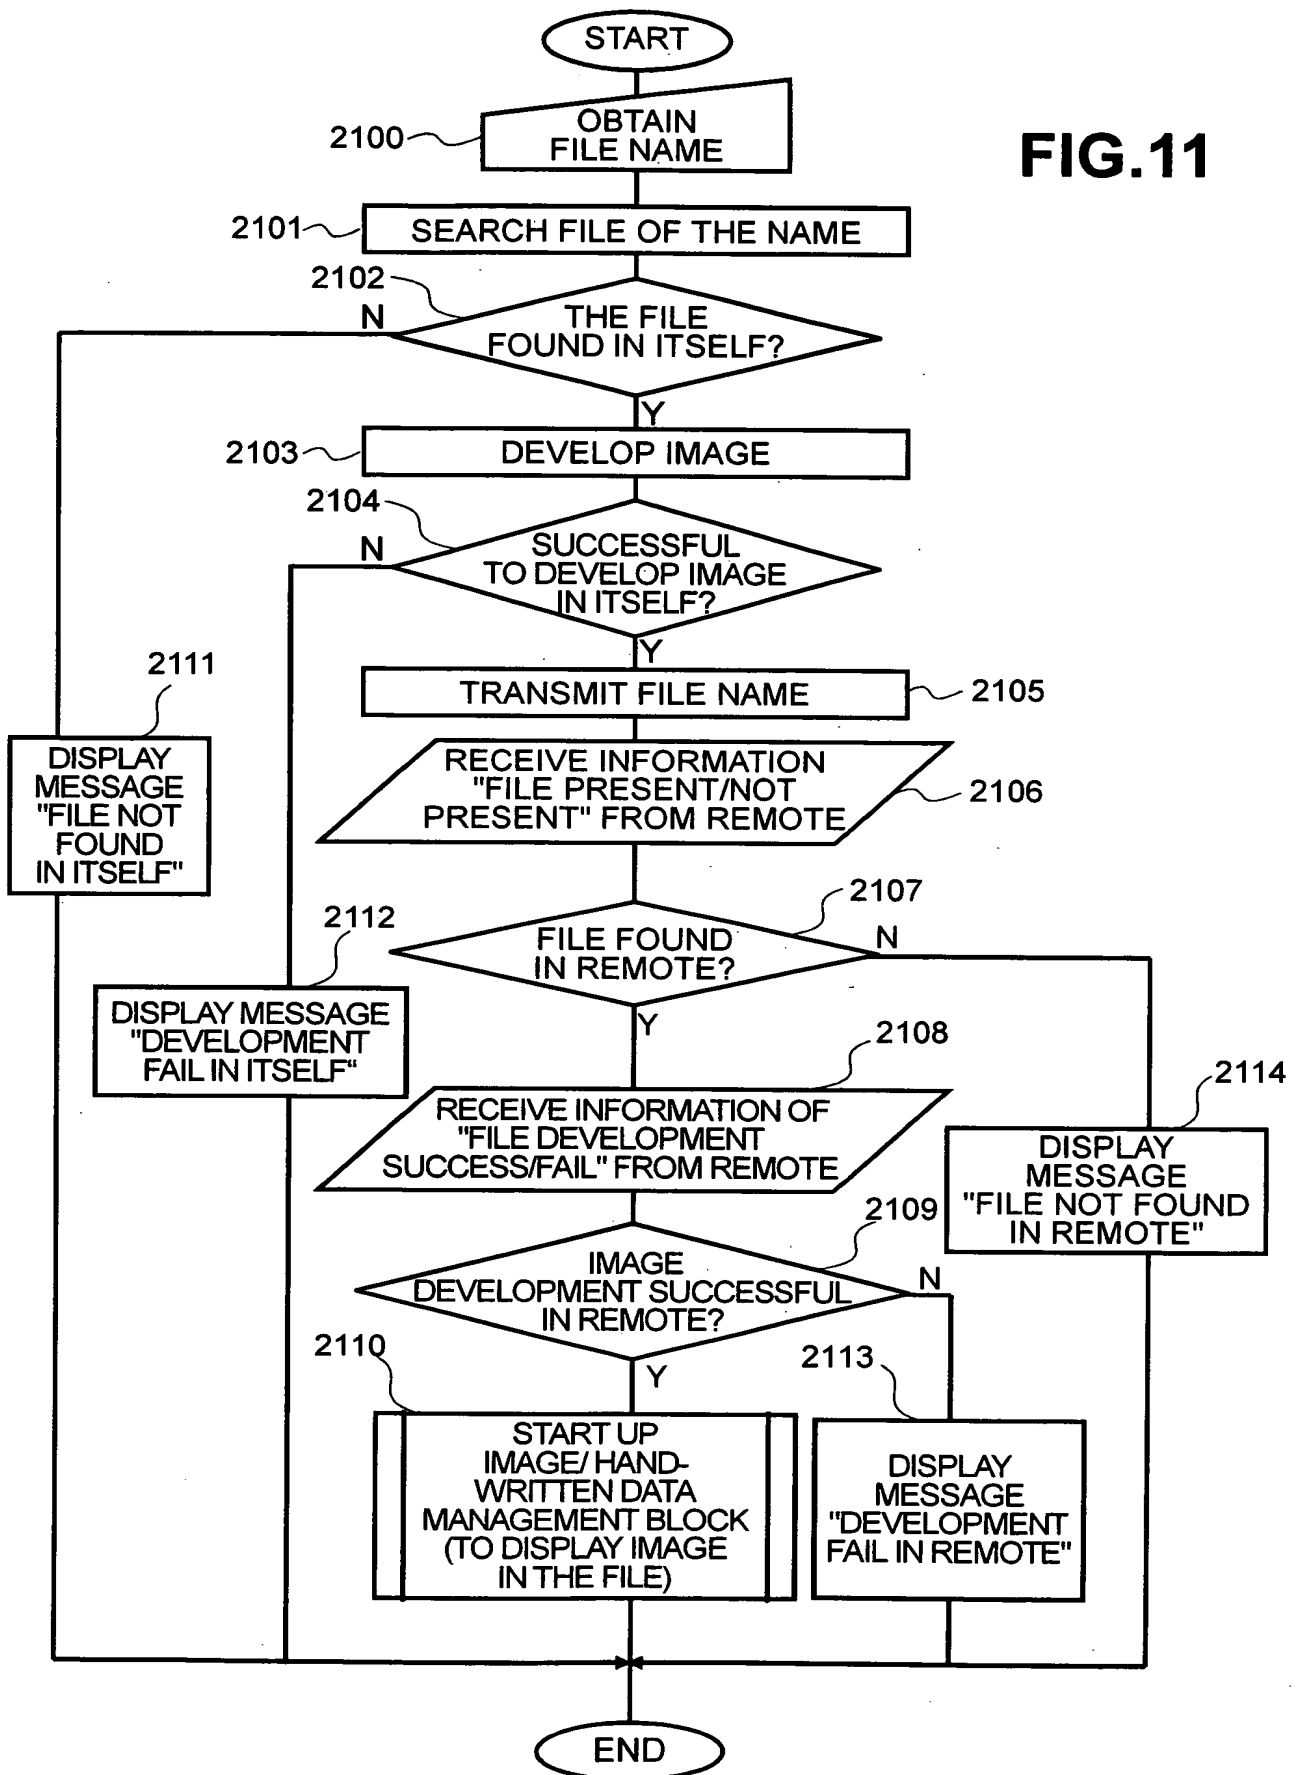 START
2100
OBTAIN
FILE NAME
FIG.11
2101
SEARCH FILE OF THE NAME
2102
N
THE FILE
FOUND IN ITSELF?
Y
2103
DEVELOP IMAGE
2104
N
SUCCESSFUL
TO DEVELOP IMAGE
IN ITSELF?
Y
TRANSMIT FILE NAME
2105
2111
DISPLAY
MESSAGE
"FILE NOT
FOUND
IN ITSELF"
RECEIVE INFORMATION
"FILE PRESENT/NOT
PRESENT" FROM REMOTE
2106
2107
FILE FOUND
IN REMOTE?
N
Y
2112
DISPLAY MESSAGE
"DEVELOPMENT
FAIL IN ITSELF"
2108
RECEIVE INFORMATION OF
"FILE DEVELOPMENT
SUCCESS/FAIL" FROM REMOTE
2114
DISPLAY
MESSAGE
"FILE NOT FOUND
IN REMOTE"
2109
IMAGE
DEVELOPMENT SUCCESSFUL
IN REMOTE?
N
Y
2110
START UP
IMAGE/ HAND-
WRITTEN DATA
MANAGEMENT BLOCK
(TO DISPLAY IMAGE
IN THE FILE)
2113
DISPLAY
MESSAGE
"DEVELOPMENT
FAIL IN REMOTE"
END